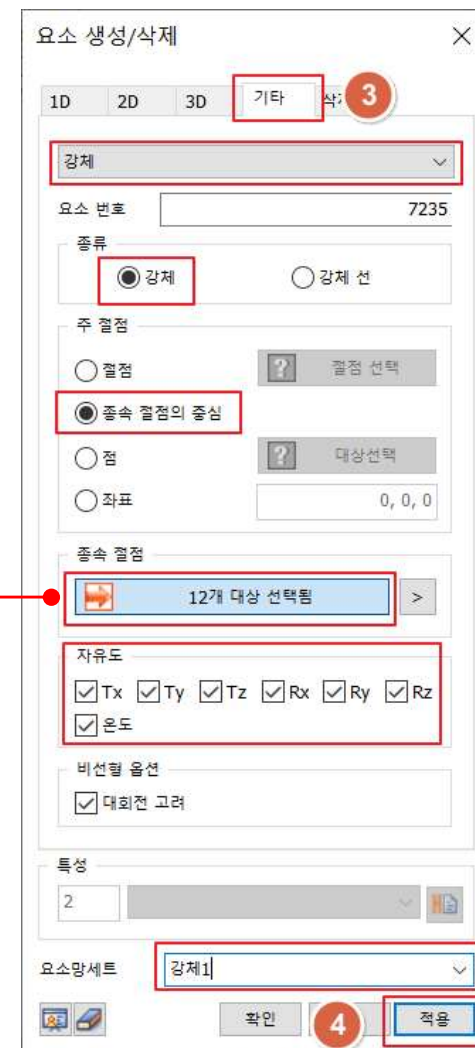 요소 생성/삭제
1D 2D 3D 기타 3
강체
요소 번호 7235
종류
강체 강체 선
주 절점
절점 ? 절점 선택
종속 절점의 중심
점 ? 대상선택
좌표 0, 0, 0
종속 절점
12개 대상 선택됨 >
자유도
Tx Ty Tz Rx Ry Rz
온도
비선형 옵션
대회전 고려
특성
2
요소망세트 강체1
확인 4 적용